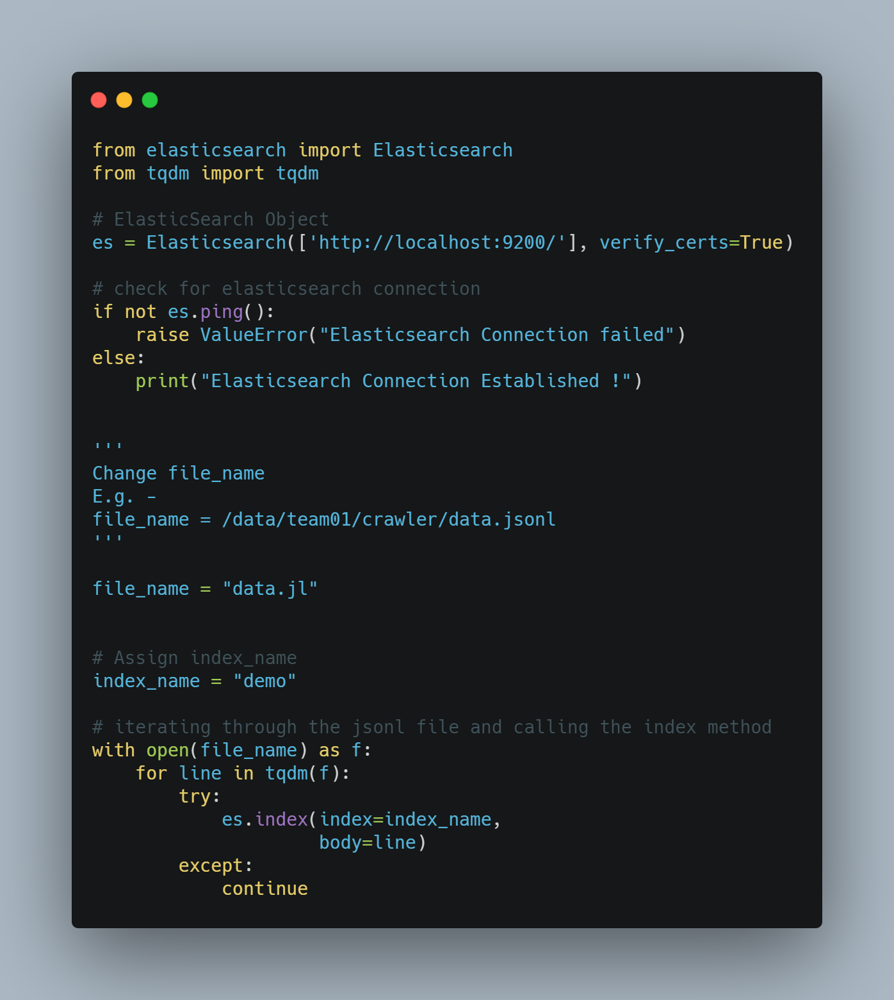 from elasticsearch import Elasticsearch
from tqdm import tqdm

# ElasticSearch Object
es = Elasticsearch(['http://localhost:9200/'], verify_certs=True)

# check for elasticsearch connection
if not es.ping():
    raise ValueError("Elasticsearch Connection failed")
else:
    print("Elasticsearch Connection Established !")


'''
Change file_name
E.g. -
file_name = /data/team01/crawler/data.jsonl
'''

file_name = "data.jl"


# Assign index_name
index_name = "demo"

# iterating through the jsonl file and calling the index method
with open(file_name) as f:
    for line in tqdm(f):
        try:
            es.index(index=index_name,
                     body=line)
        except:
            continue